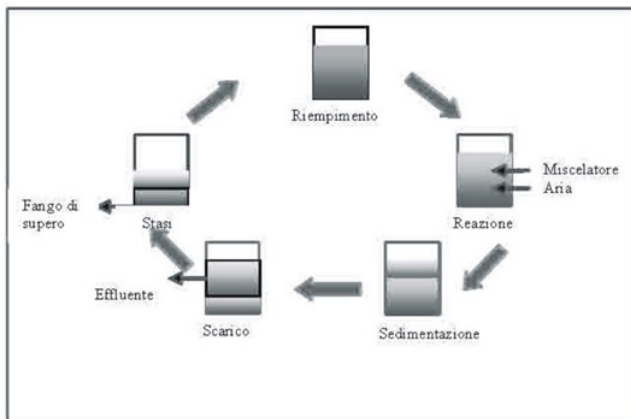 Riempimento
Miscelatore
Aria
Reazione
Sedimentazione
Scarico
Effluente
Stasi
Fango di
supero